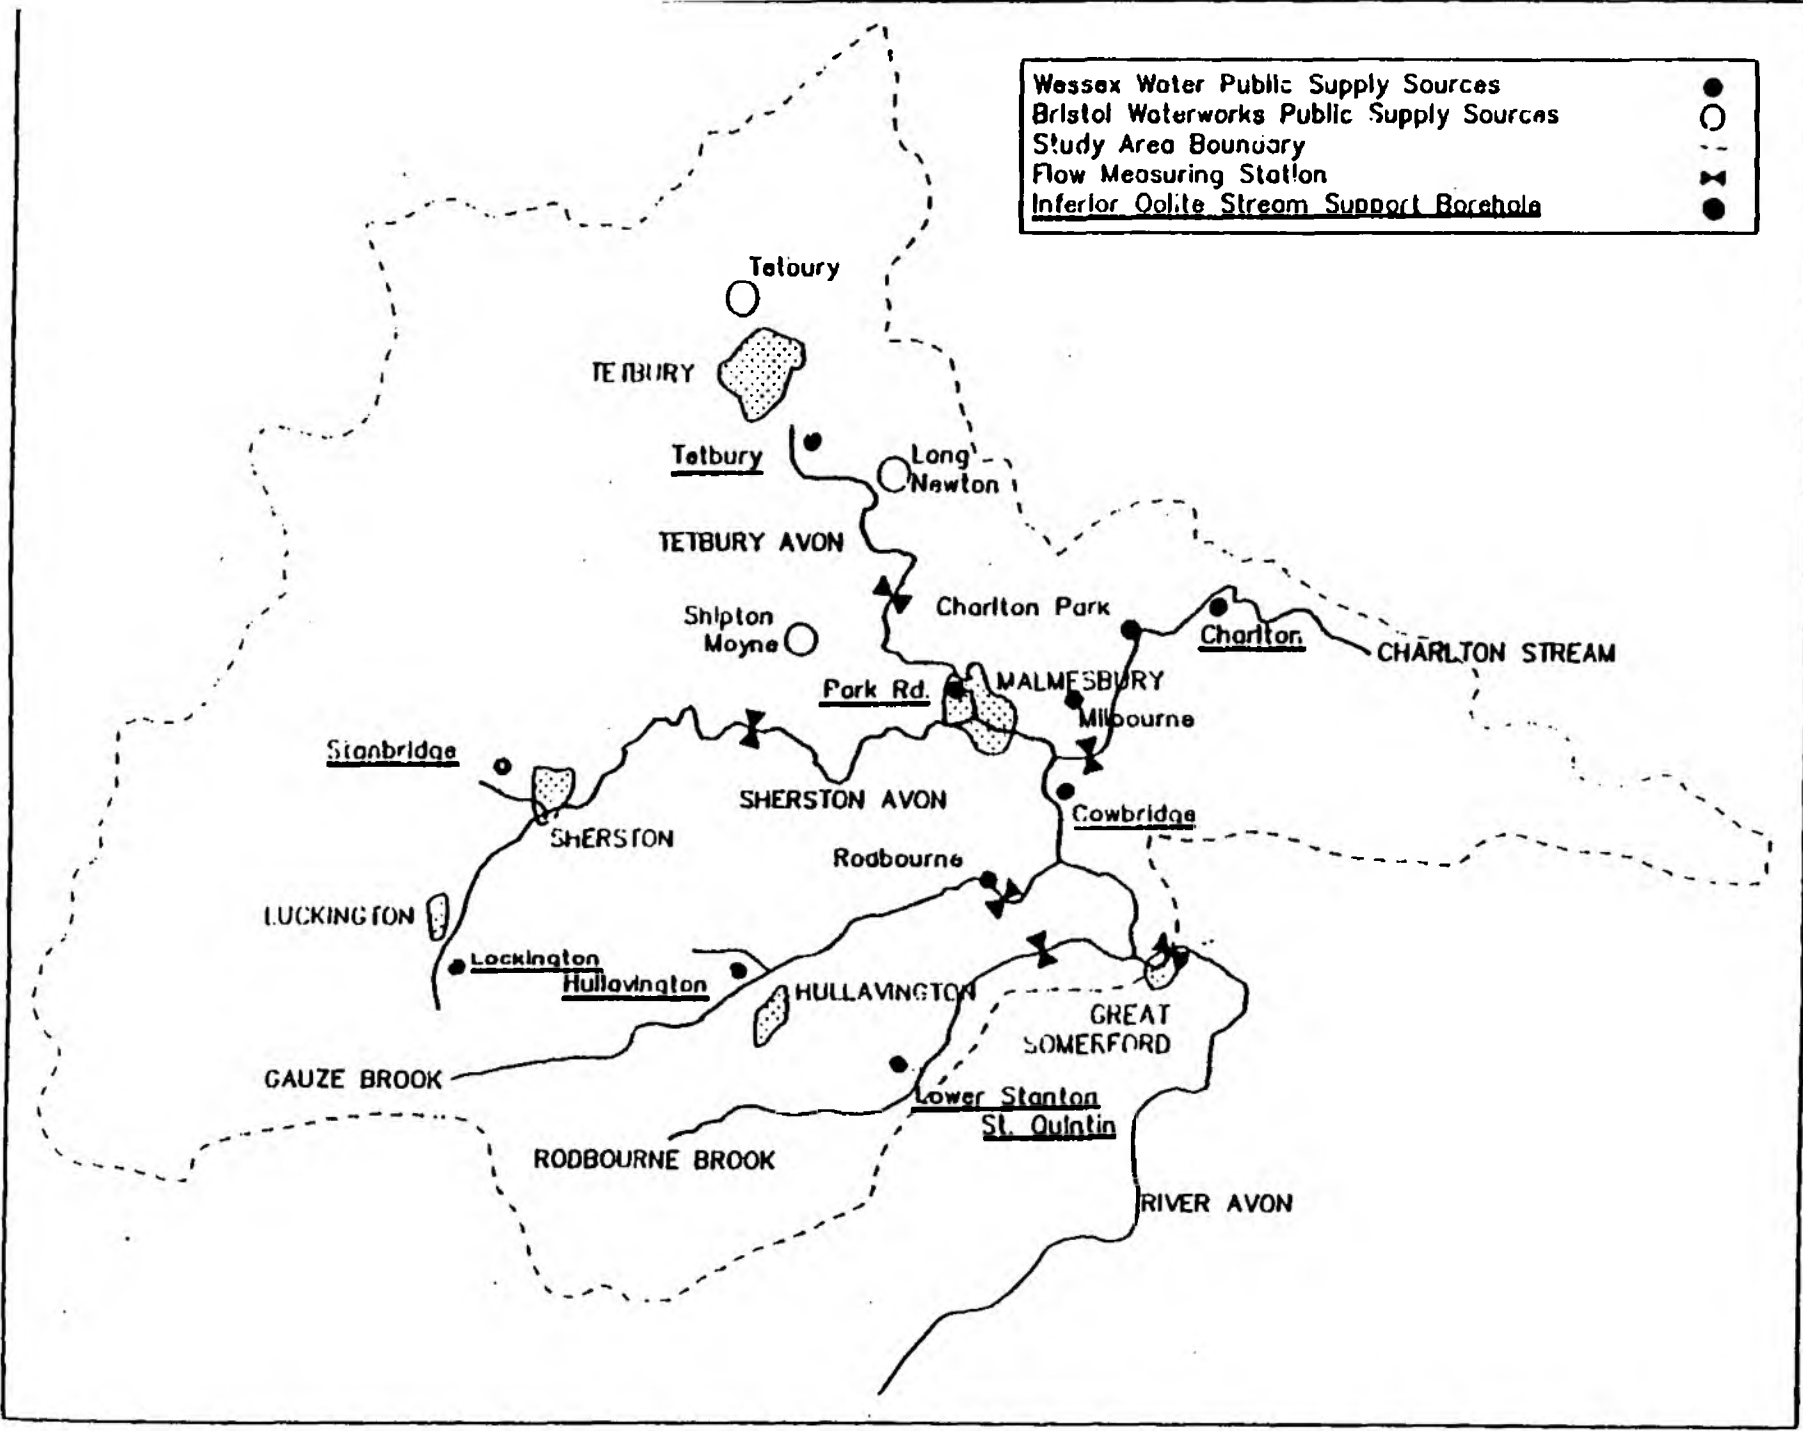 Wessex Water Public Supply Sources
Bristol Waterworks Public Supply Sources
Study Area Boundary
Flow Measuring Station
Inferior Oolite Stream Support Borehole
Tetbury
TETBURY
Tetbury
Long
Newton
TETBURY AVON
Charlton Park
Shipton
Moyne
Charlton
CHARLTON STREAM
Park Rd.
MALMESBURY
Milbourne
Stanbridge
SHERSTON AVON
Cowbridge
SHERSTON
Rodbourne
LUCKINGTON
Lockington
Hullavington
HULLAVINGTON
GREAT
SOMERFORD
GAUZE BROOK
Lower Stanton
St. Quintin
RODBOURNE BROOK
RIVER AVON